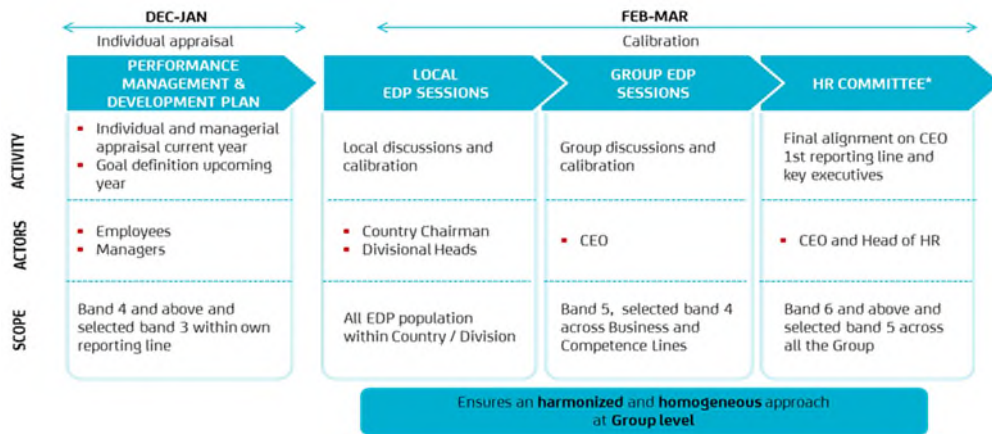 DEC-JAN
Individual appraisal
FEB-MAR
Calibration
PERFORMANCE
MANAGEMENT &
DEVELOPMENT PLAN
LOCAL
EDP SESSIONS
GROUP EDP
SESSIONS
HR COMMITTEE*
ACTIVITY
Individual and managerial
appraisal current year
Goal definition upcoming
year
Local discussions and
calibration
Group discussions and
calibration
Final alignment on CEO
1st reporting line and
key executives
ACTORS
Employees
Managers
Country Chairman
Divisional Heads
CEO
CEO and Head of HR
SCOPE
Band 4 and above and
selected band 3 within own
reporting line
All EDP population
within Country / Division
Band 5, selected band 4
across Business and
Competence Lines
Band 6 and above and
selected band 5 across
all the Group
Ensures an harmonized and homogeneous approach
at Group level